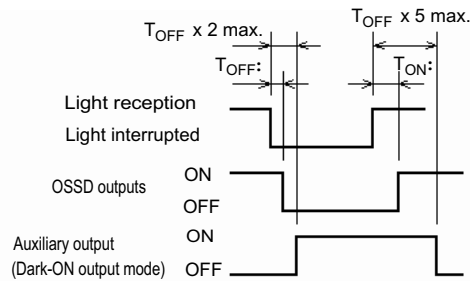 T_OFF x 2 max.
T_OFF x 5 max.
T_OFF:
T_ON:
Light reception
Light interrupted
OSSD outputs
ON
OFF
Auxiliary output
(Dark-ON output mode)
ON
OFF